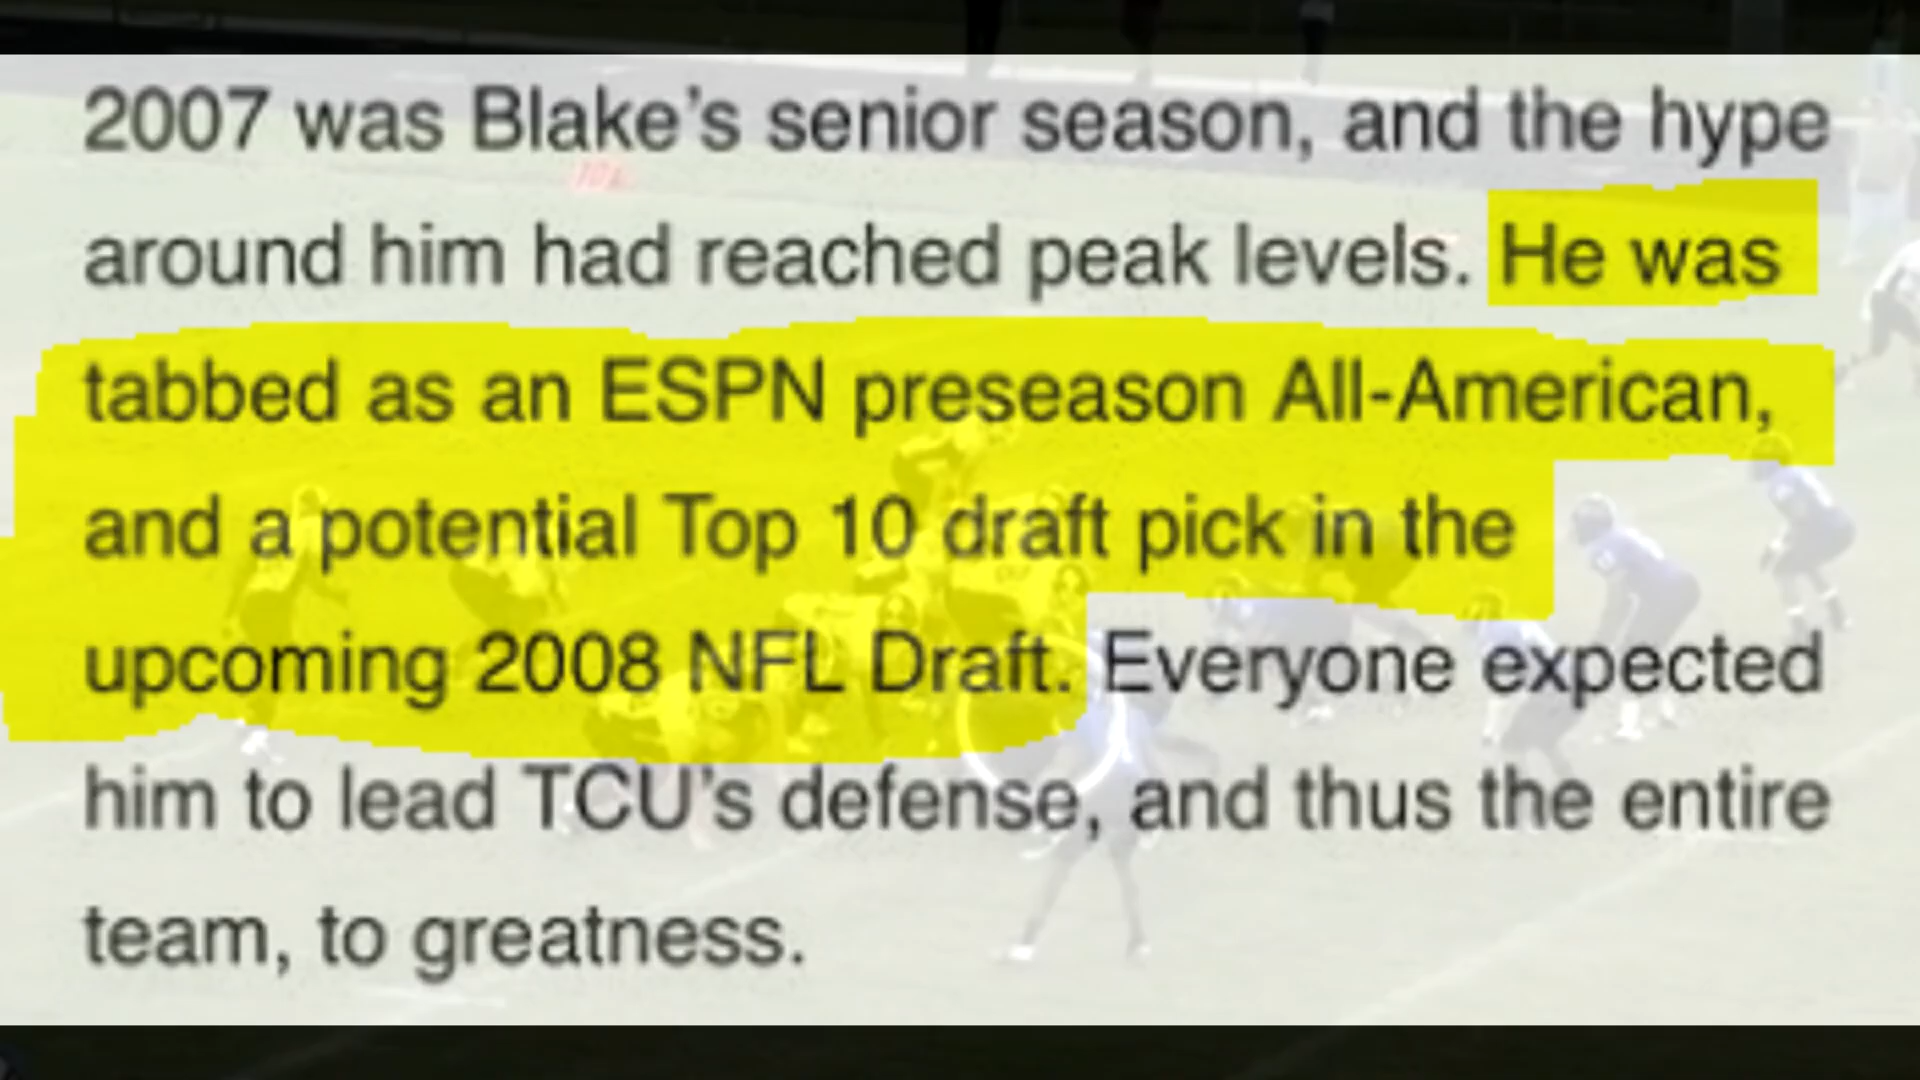 2007 was Blake’s senior season, and the hype
around him had reached peak levels. He was
tabbed as an ESPN preseason All-American,
and a potential Top 10 draft pick in the
upcoming 2008 NFL Draft. Everyone expected
him to lead TCU’s defense, and thus the entire
team, to greatness.